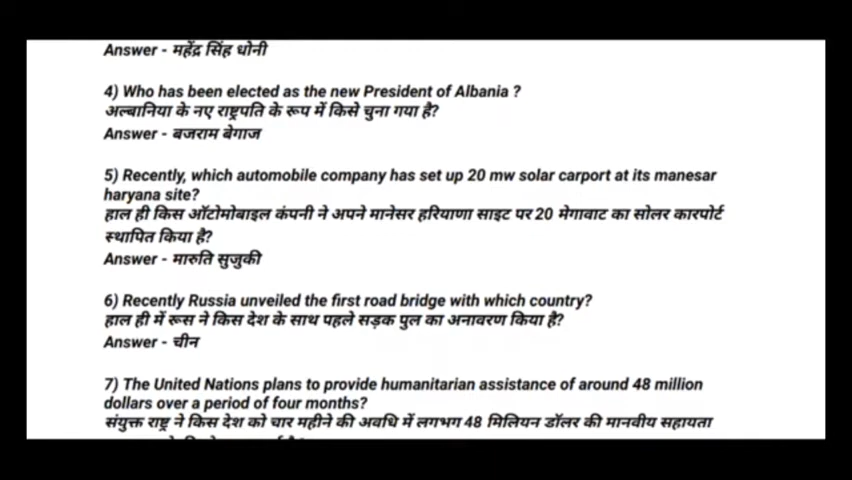 Answer - महेंद्र सिंह धोनी
4) Who has been elected as the new President of Albania ?
अल्बानिया के नए राष्ट्रपति के रूप में किसे चुना गया है?
Answer - बजराम बेगाज
5) Recently, which automobile company has set up 20 mw solar carport at its manesar
haryana site?
हाल ही किस ऑटोमोबाइल कंपनी ने अपने मानेसर हरियाणा साइट पर 20 मेगावाट का सोलर कारपोर्ट
स्थापित किया है?
Answer - मारुति सुजुकी
6) Recently Russia unveiled the first road bridge with which country?
हाल ही में रूस ने किस देश के साथ पहले सड़क पुल का अनावरण किया है?
Answer - चीन
7) The United Nations plans to provide humanitarian assistance of around 48 million
dollars over a period of four months?
संयुक्त राष्ट्र ने किस देश को चार महीने की अवधि में लगभग 48 मिलियन डॉलर की मानवीय सहायता